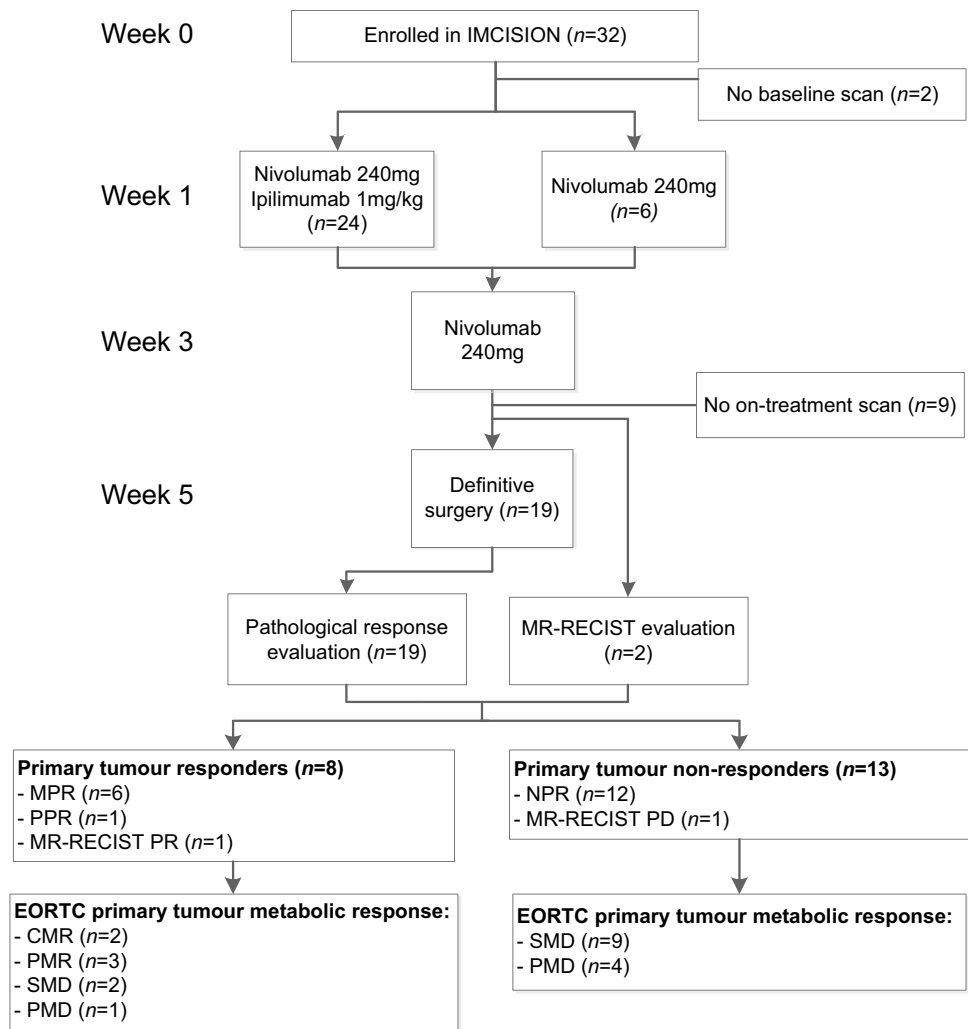 Week 0
Enrolled in IMCISION (n=32)
No baseline scan (n=2)
Week 1
Nivolumab 240mg
Ipilimumab 1mg/kg
(n=24)
Nivolumab 240mg
(n=6)
Week 3
Nivolumab
240mg
No on-treatment scan (n=9)
Week 5
Definitive
surgery (n=19)
Pathological response
evaluation (n=19)
MR-RECIST evaluation
(n=2)
Primary tumour responders (n=8)
- MPR (n=6)
- PPR (n=1)
- MR-RECIST PR (n=1)
Primary tumour non-responders (n=13)
- NPR (n=12)
- MR-RECIST PD (n=1)
EORTC primary tumour metabolic response:
- CMR (n=2)
- PMR (n=3)
- SMD (n=2)
- PMD (n=1)
EORTC primary tumour metabolic response:
- SMD (n=9)
- PMD (n=4)